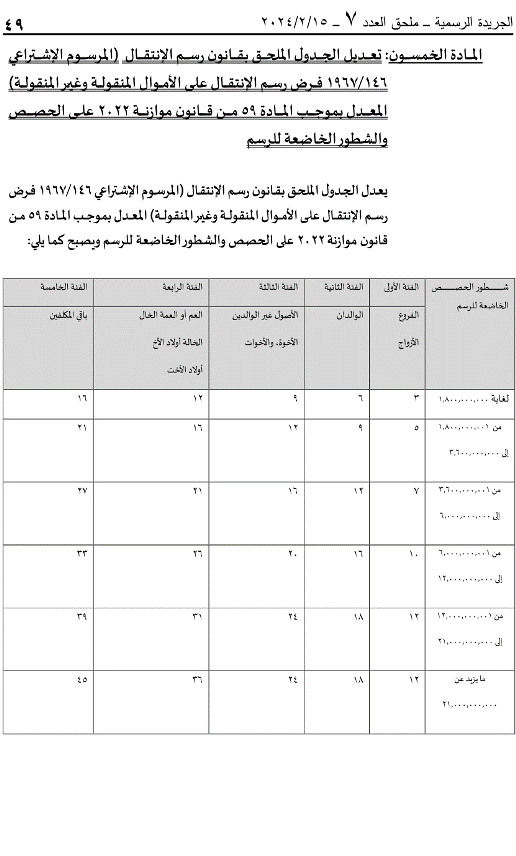 الجريدة الرسمية ـ ملحق العدد ٧ ـ ٢٠٢٤/٢/١٥ ٤٩
المادة الخمسون: تعديل الجدول الملحق بقانون رسم الإنتقال (المرسوم الإشتراعي
١٩٦٧/١٤٦ فرض رسم الإنتقال على الأموال المنقولة وغير المنقولة)
المعدل بموجب المادة ٥٩ من قانون موازنة ٢٠٢٢ على الحصص
والشطور الخاضعة للرسم
يعدل الجدول الملحق بقانون رسم الإنتقال (المرسوم الإشتراعي ١٩٦٧/١٤٦ فرض
رسم الإنتقال على الأموال المنقولة وغير المنقولة) المعدل بموجب المادة ٥٩ من
قانون موازنة ٢٠٢٢ على الحصص والشطور الخاضعة للرسم ويصبح كما يلي:
شطور الحصص الفئة الأولى الفئة الثانية الفئة الثالثة الفئة الرابعة الفئة الخامسة
الخاضعة للرسم الفروع الوالدان الأصول غير الوالدين العم أو العمة الخال باقي المكلفين
الأزواج الأخوة، والأخوات الخالة أولاد الأخ
أولاد الأخت
لغاية ١,٨٠٠,٠٠٠,٠٠٠ ٣ ٦ ٩ ١٢ ١٦
من ١,٨٠٠,٠٠٠,٠٠١ ٥ ٩ ١٢ ١٦ ٢١
إلى ٣,٦٠٠,٠٠٠,٠٠٠
من ٣,٦٠٠,٠٠٠,٠٠١ ٧ ١٢ ١٦ ٢١ ٢٧
إلى ٦,٠٠٠,٠٠٠,٠٠٠
من ٦,٠٠٠,٠٠٠,٠٠١ ١٠ ١٦ ٢٠ ٢٦ ٣٣
إلى ١٢,٠٠٠,٠٠٠,٠٠٠
من ١٢,٠٠٠,٠٠٠,٠٠١ ١٢ ١٨ ٢٤ ٣١ ٣٩
إلى ٢١,٠٠٠,٠٠٠,٠٠٠
ما يزيد عن ١٢ ١٨ ٢٤ ٣٦ ٤٥
٢١,٠٠٠,٠٠٠,٠٠٠